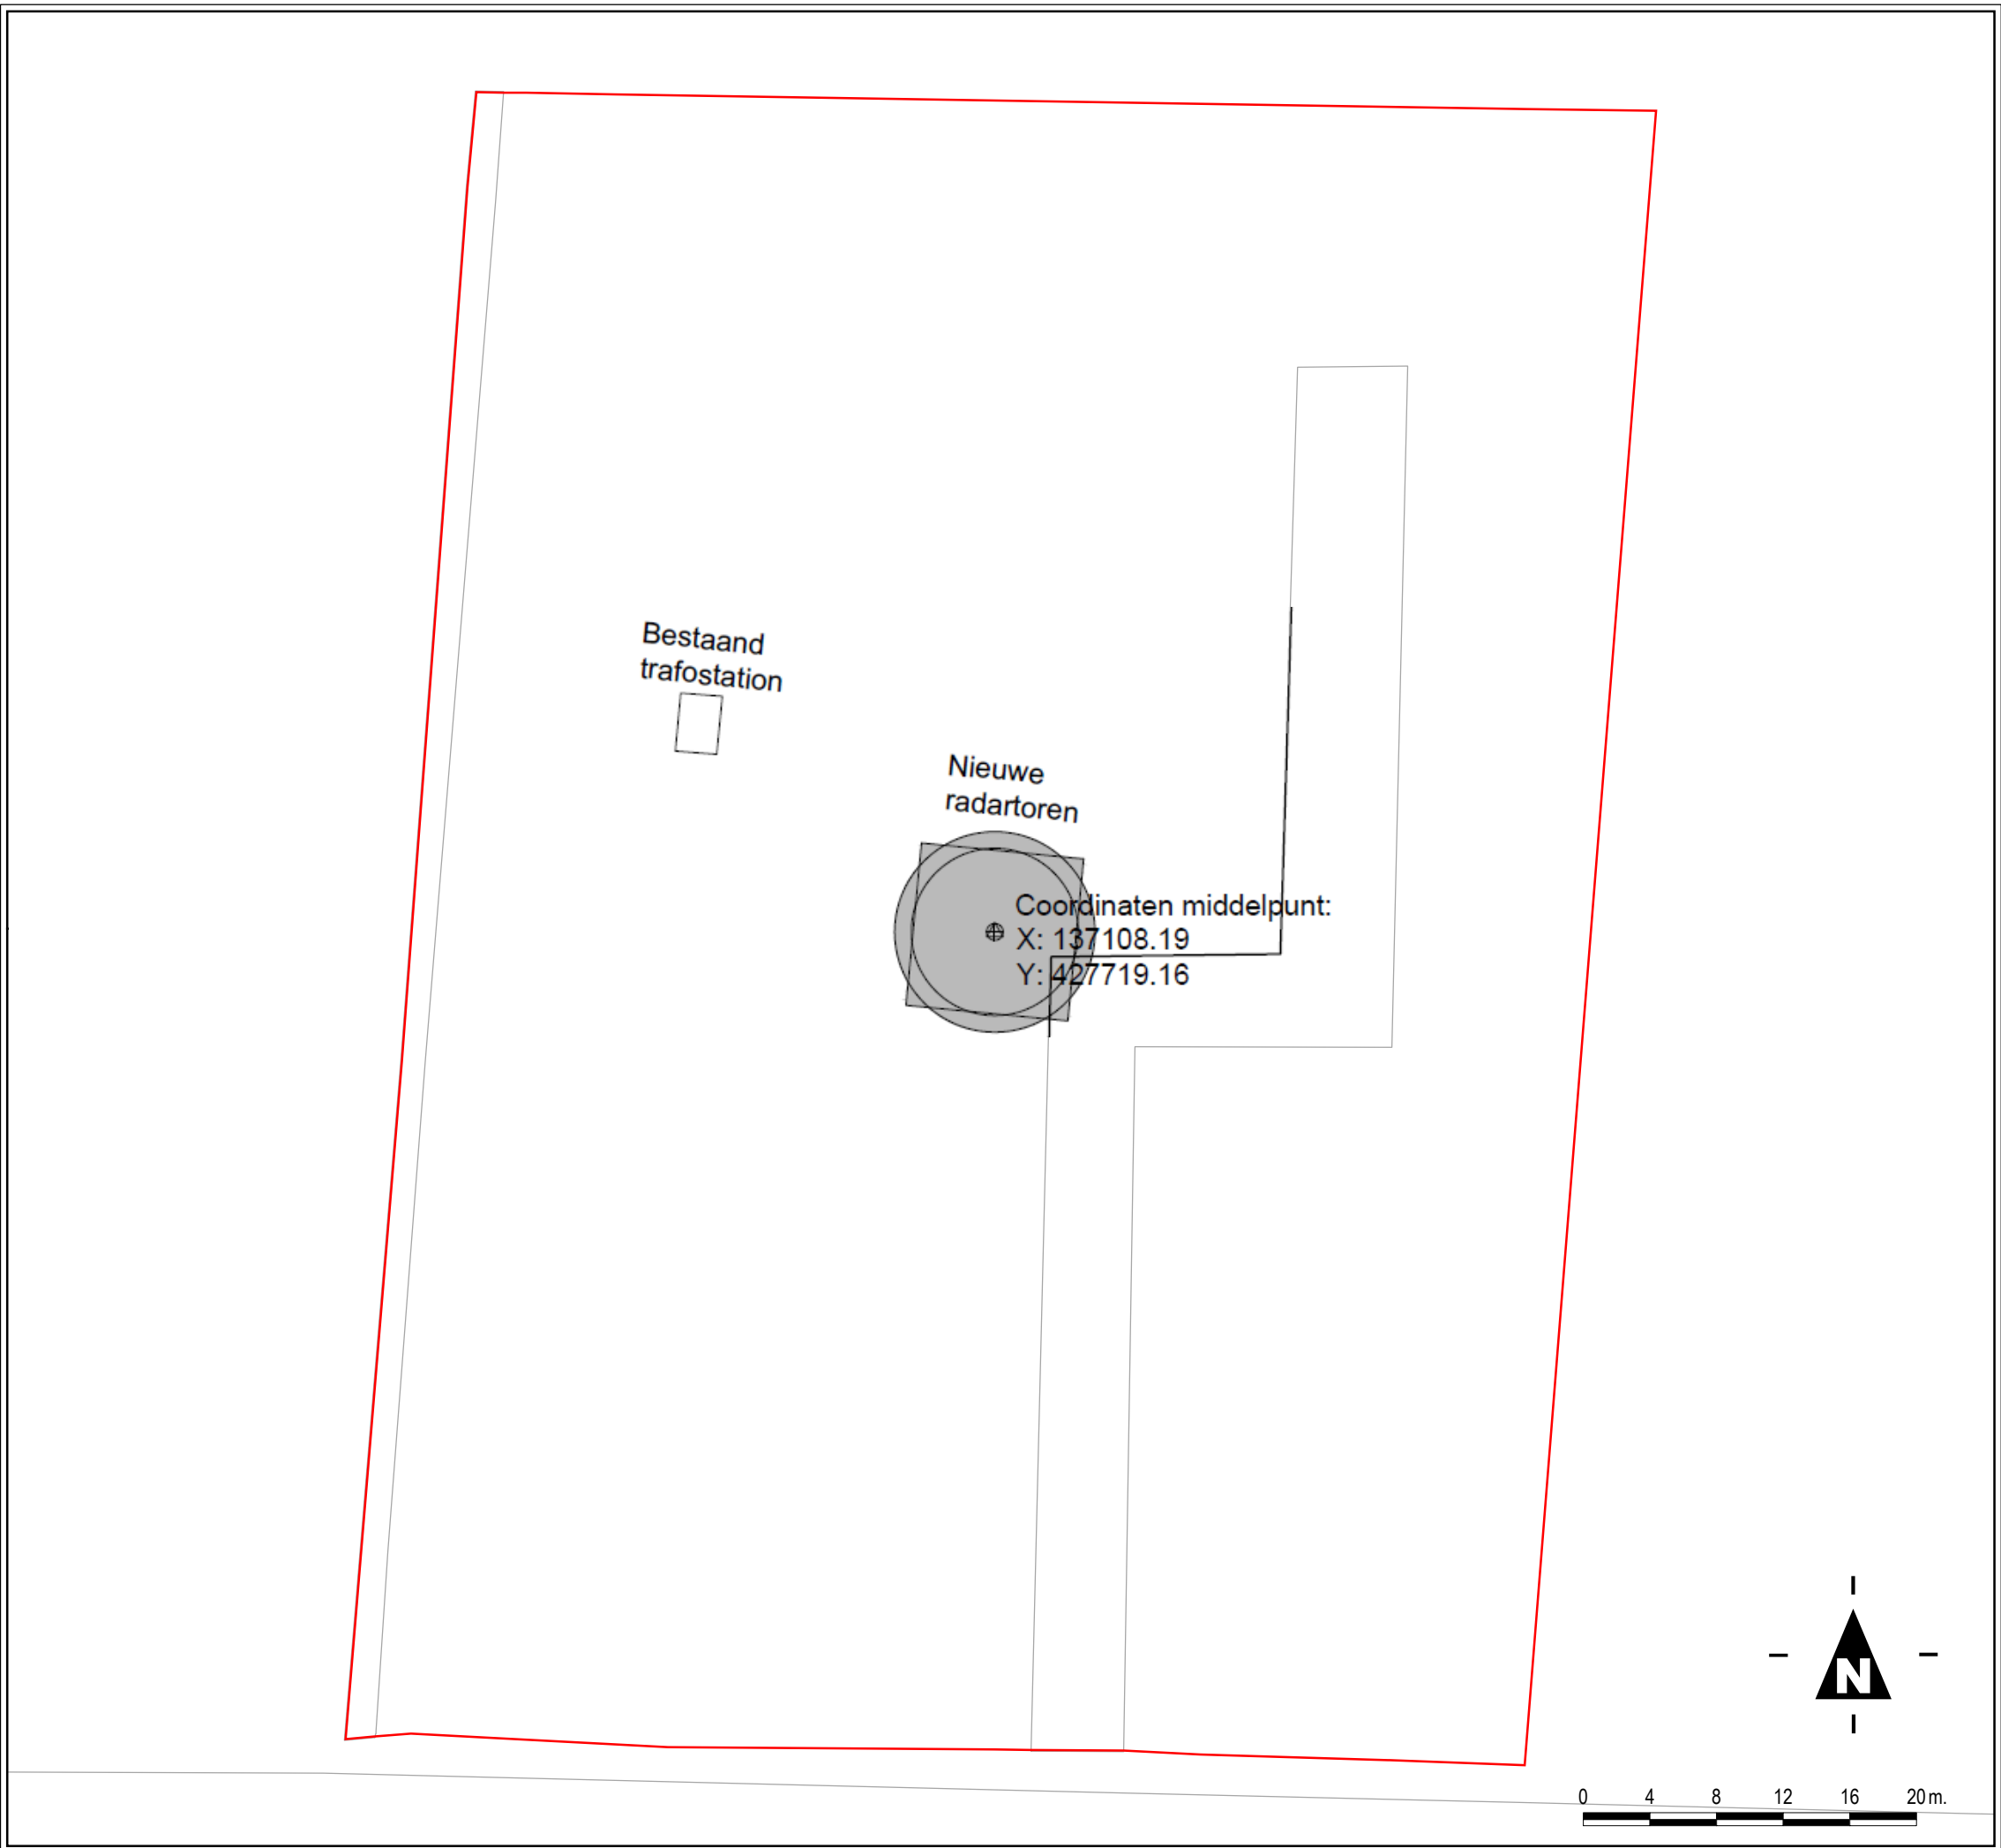 Bestaand
trafostation
Nieuwe
radartoren
Coordinaten middelpunt:
X: 137108.19
Y: 427719.16
N
0 4 8 12 16 20 m.